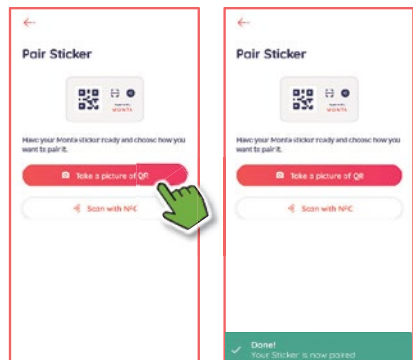 Pair Sticker
MONTA
Have your Monta sticker ready and choose how you
want to pair it.
Take a picture of QR
Scan with NFC
Pair Sticker
MONTA
Have your Monta sticker ready and choose how you
want to pair it.
Take a picture of QR
Scan with NFC
Done!
Your Sticker is now paired